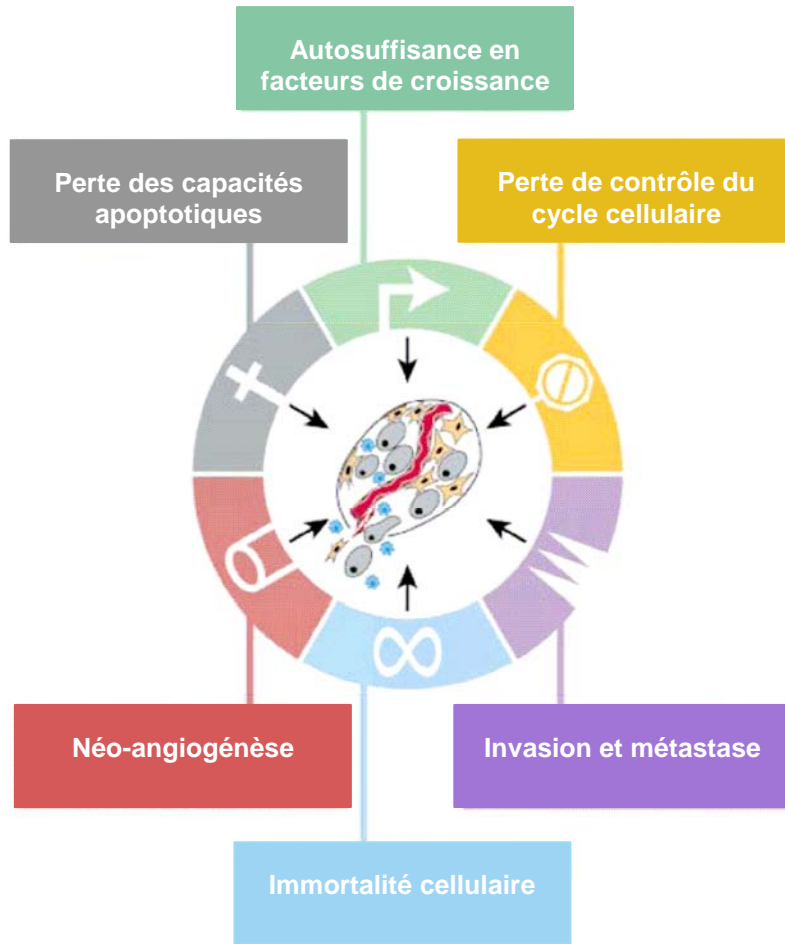 Autosuffisance en
facteurs de croissance
Perte des capacités
apoptotiques
Perte de contrôle du
cycle cellulaire
Néo-angiogénèse
Invasion et métastase
Immortalité cellulaire